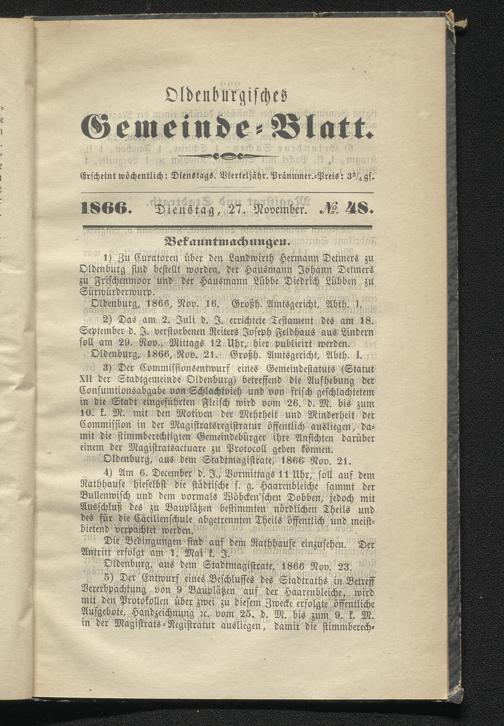 Oldenburgisches
Gemeinde-Blatt.
Erscheint wöchentlich: Dienstags. Vierteljähr. Pränumer.-Preis: 3¾ gſ.
1866. Dienstag, 27. November. № 48.
Bekanntmachungen.
1) Zu Curatoren über den Landwirth Hermann Detmers zu
Oldenburg sind bestellt worden, der Hausmann Johann Detmers
zu Frischenmoor und der Hausmann Lübbe Diedrich Lübben zu
Sürwürderwurp.
Oldenburg, 1866, Nov. 16. Großh. Amtsgericht, Abth. I.
2) Das am 2. Juli d. J. errichtete Testament des am 18.
September d. J. verstorbenen Reiters Joseph Feldhaus aus Lindern
soll am 29. Nov., Mittags 12 Uhr, hier publicirt werden.
Oldenburg, 1866, Nov. 21. Großh. Amtsgericht, Abth. I.
3) Der Commissionsentwurf eines Gemeindestatuts (Statut
XII der Stadtgemeinde Oldenburg) betreffend die Aufhebung der
Consumtionsabgabe von Schlachtvieh und von frisch geschlachtetem
in die Stadt eingeführten Fleisch wird vom 26. d. M. bis zum
10. k. M. mit den Motiven der Mehrheit und Minderheit der
Commission in der Magistratsregistratur öffentlich ausliegen, da-
mit die stimmberechtigten Gemeindebürger ihre Ansichten darüber
einem der Magistratsactuare zu Protocoll geben können.
Oldenburg, aus dem Stadtmagistrate, 1866 Nov. 21.
4) Am 6. December d. J., Vormittags 11 Uhr, soll auf dem
Rathhause hieselbst die städtische s. g. Haarenbleiche sammt der
Bullenwisch und dem vormals Wöbcken'schen Dobben, jedoch mit
Ausschluß des zu Bauplätzen bestimmten nördlichen Theils und
des für die Cäcilienschule abgetrennten Theils öffentlich und meist-
bietend verpachtet werden.
Die Bedingungen sind auf dem Rathhause einzusehen. Der
Antritt erfolgt am 1. Mai k. J.
Oldenburg, aus dem Stadtmagistrate, 1866 Nov. 23.
5) Der Entwurf eines Beschlusses des Stadtraths in Betreff
Vererbpachtung von 9 Bauplätzen auf der Haarenbleiche, wird
mit den Protokollen über zwei zu diesem Zwecke erfolgte öffentliche
Aufgebote, Handzeichnung ꝛc. vom 25. d. M. bis zum 9. k. M.
in der Magistrats-Registratur ausliegen, damit die stimmberech-